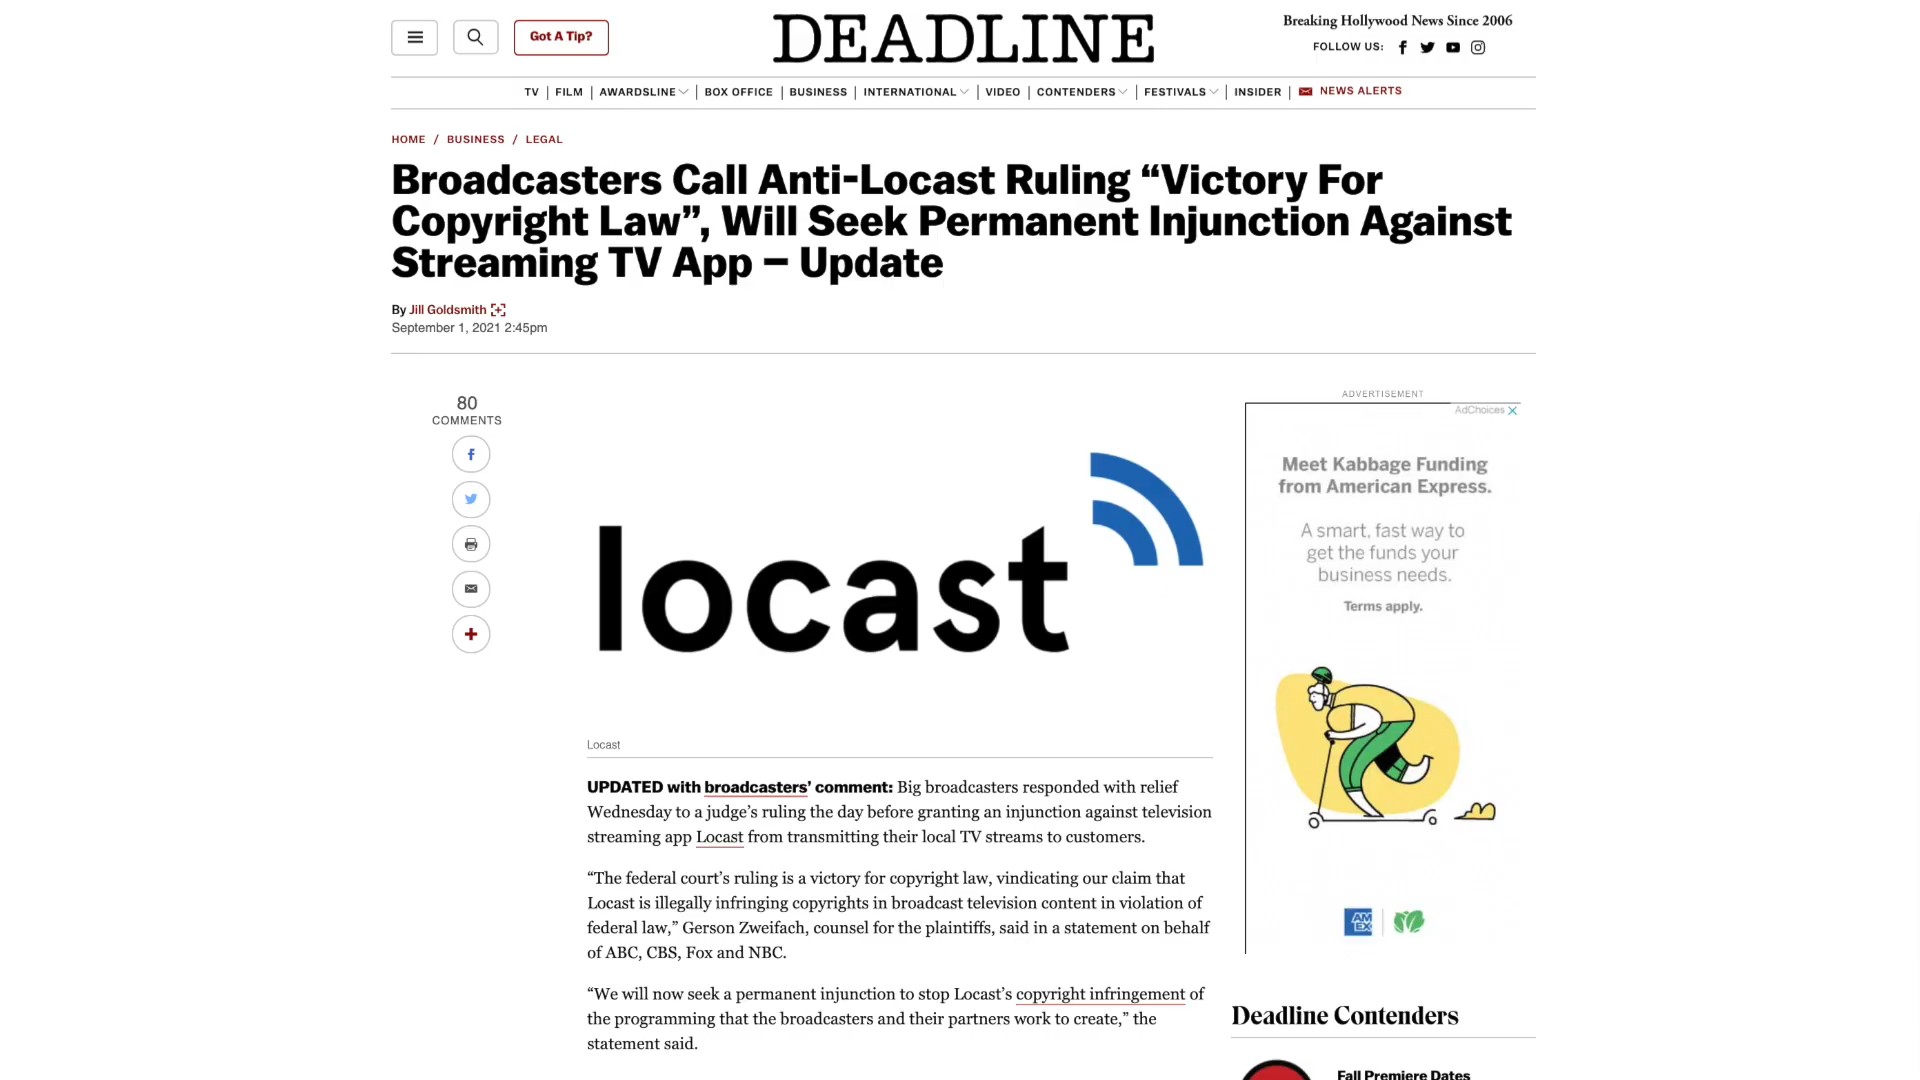 Got A Tip?
DEADLINE
Breaking Hollywood News Since 2006
FOLLOW US:
TV | FILM | AWARDSLINE | BOX OFFICE | BUSINESS | INTERNATIONAL | VIDEO | CONTENDERS | FESTIVALS | INSIDER | NEWS ALERTS
HOME / BUSINESS / LEGAL
Broadcasters Call Anti-Locast Ruling “Victory For
Copyright Law”, Will Seek Permanent Injunction Against
Streaming TV App – Update
By Jill Goldsmith
September 1, 2021 2:45pm
80
COMMENTS
locast
Locast
UPDATED with broadcasters’ comment: Big broadcasters responded with relief
Wednesday to a judge’s ruling the day before granting an injunction against television
streaming app Locast from transmitting their local TV streams to customers.
“The federal court’s ruling is a victory for copyright law, vindicating our claim that
Locast is illegally infringing copyrights in broadcast television content in violation of
federal law,” Gerson Zweifach, counsel for the plaintiffs, said in a statement on behalf
of ABC, CBS, Fox and NBC.
“We will now seek a permanent injunction to stop Locast’s copyright infringement of
the programming that the broadcasters and their partners work to create,” the
statement said.
ADVERTISEMENT
AdChoices
Meet Kabbage Funding
from American Express.
A smart, fast way to
get the funds your
business needs.
Terms apply.
AM
EX
Deadline Contenders
Fall Premiere Dates